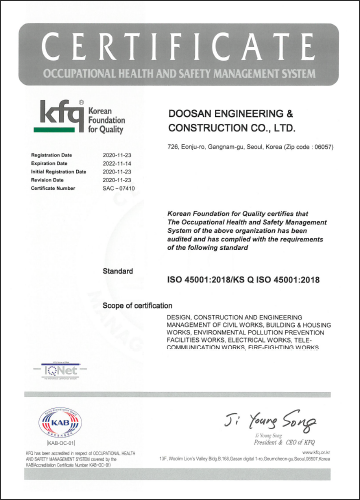 CERTIFICATE
OCCUPATIONAL HEALTH AND SAFETY MANAGEMENT SYSTEM
kfq®
Korean
Foundation
for Quality
DOOSAN ENGINEERING &
CONSTRUCTION CO., LTD.
726, Eonju-ro, Gangnam-gu, Seoul, Korea (Zip code : 06057)
Registration Date 2020-11-23
Expiration Date 2022-11-14
Initial Registration Date 2020-11-23
Revision Date 2020-11-23
Certificate Number SAC - 07410
Korean Foundation for Quality certifies that
The Occupational Health and Safety Management
System of the above organization has been
audited and has complied with the requirements
of the following standard
Standard
ISO 45001:2018/KS Q ISO 45001:2018
Scope of certification
DESIGN, CONSTRUCTION AND ENGINEERING
MANAGEMENT OF CIVIL WORKS, BUILDING & HOUSING
WORKS, ENVIRONMENTAL POLLUTION PREVENTION
FACILITIES WORKS, ELECTRICAL WORKS, TELE-
COMMUNICATION WORKS, FIRE-FIGHTING WORKS
IQNet
KAB
[KAB-OC-01]
Ji Young Song
Ji Young Song
President & CEO of KFQ
KFQ has been accredited in respect of OCCUPATIONAL HEALTH
AND SAFETY MANAGEMENT SYSTEM covered by the
KAB(Accreditation Certificate Number KAB-OC-01)
www.kfq.or.kr
13F, Woolim Lion's Valley Bldg B,168,Gasan digital 1-ro,Geumcheon-gu,Seoul,08507 Korea